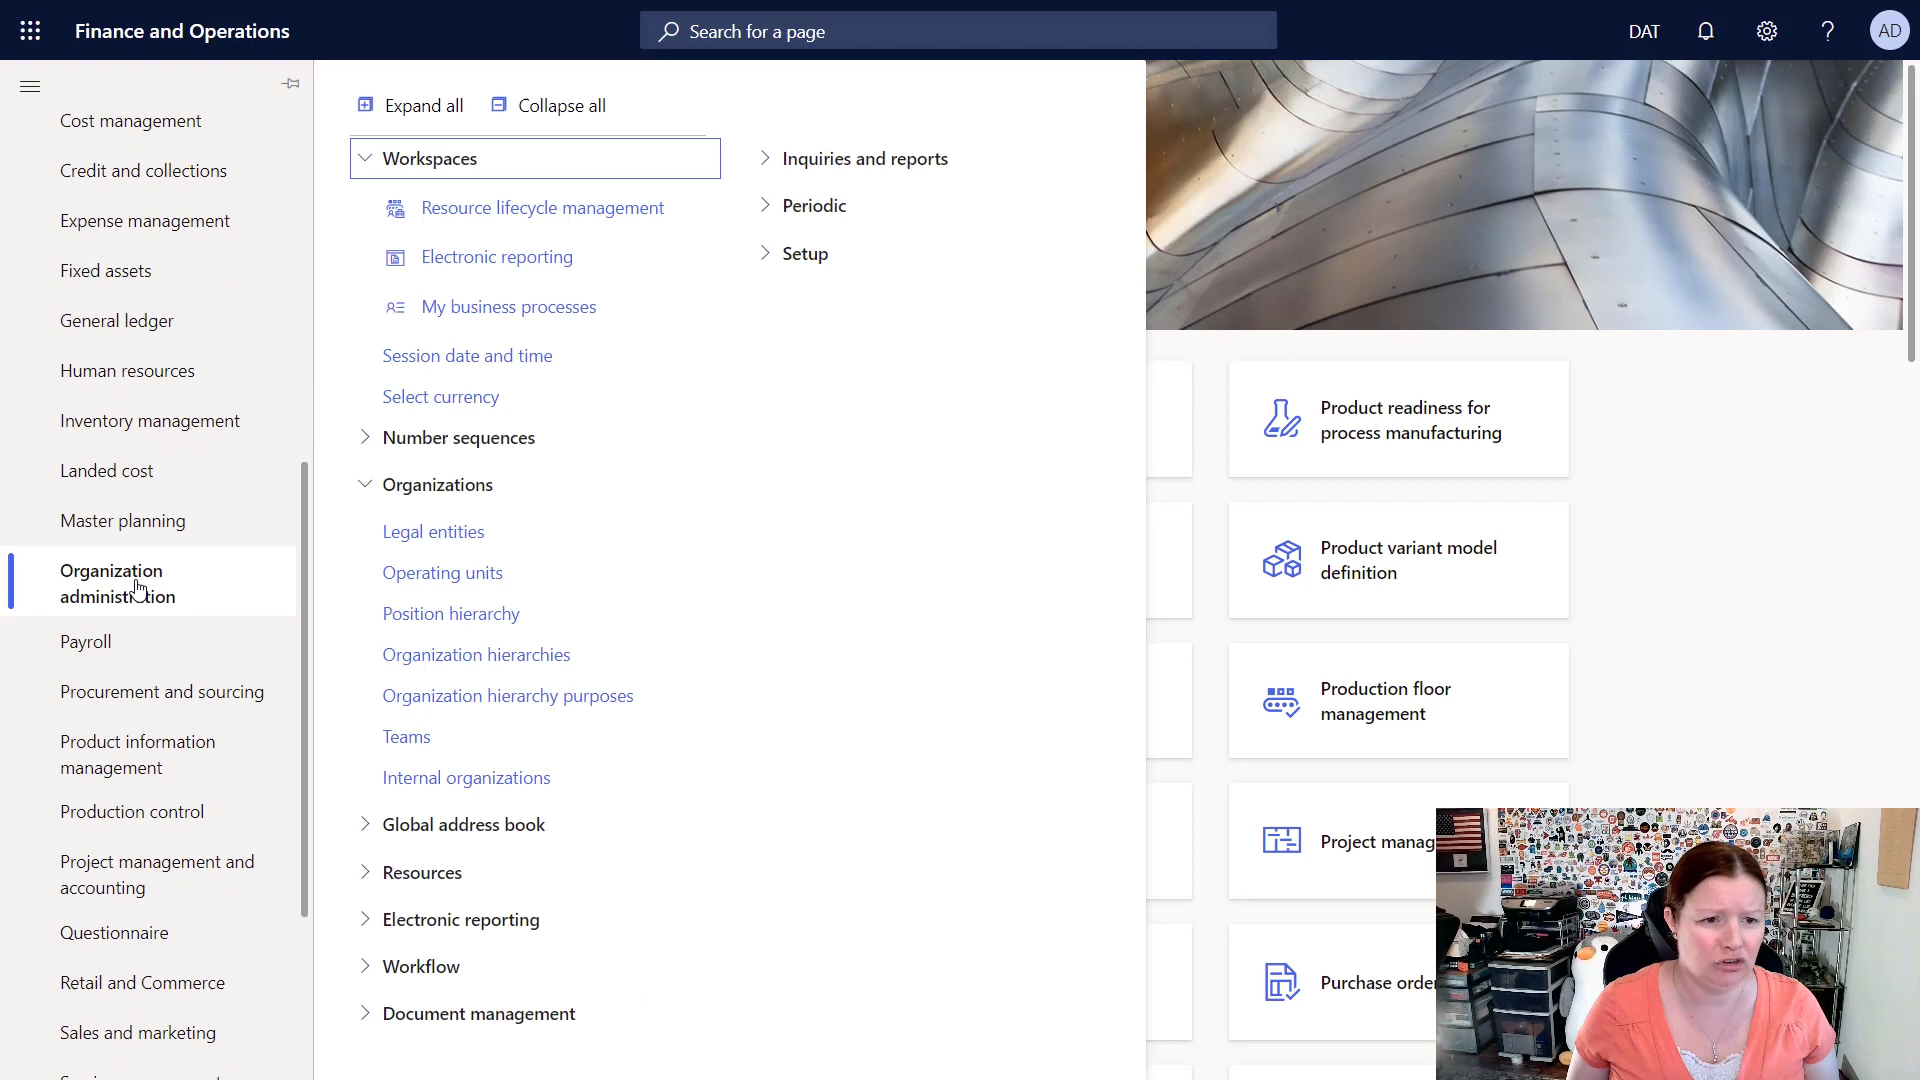 Finance and Operations
Search for a page
DAT
?
AD
Cost management
Credit and collections
Expense management
Fixed assets
General ledger
Human resources
Inventory management
Landed cost
Master planning
Organization
administration
Payroll
Procurement and sourcing
Product information
management
Production control
Project management and
accounting
Questionnaire
Retail and Commerce
Sales and marketing
Expand all
Collapse all
Workspaces
Resource lifecycle management
Electronic reporting
My business processes
Session date and time
Select currency
Number sequences
Organizations
Legal entities
Operating units
Position hierarchy
Organization hierarchies
Organization hierarchy purposes
Teams
Internal organizations
Global address book
Resources
Electronic reporting
Workflow
Document management
Inquiries and reports
Periodic
Setup
Product readiness for
process manufacturing
Product variant model
definition
Production floor
management
Project manag
Purchase order